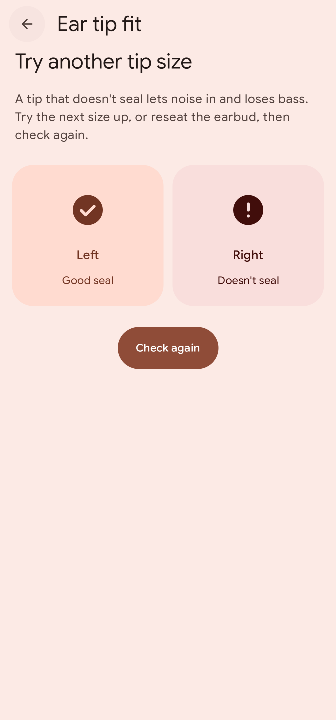 Ear tip fit
Try another tip size
A tip that doesn't seal lets noise in and loses bass.
Try the next size up, or reseat the earbud, then
check again.
Left
Good seal
Right
Doesn't seal
Check again